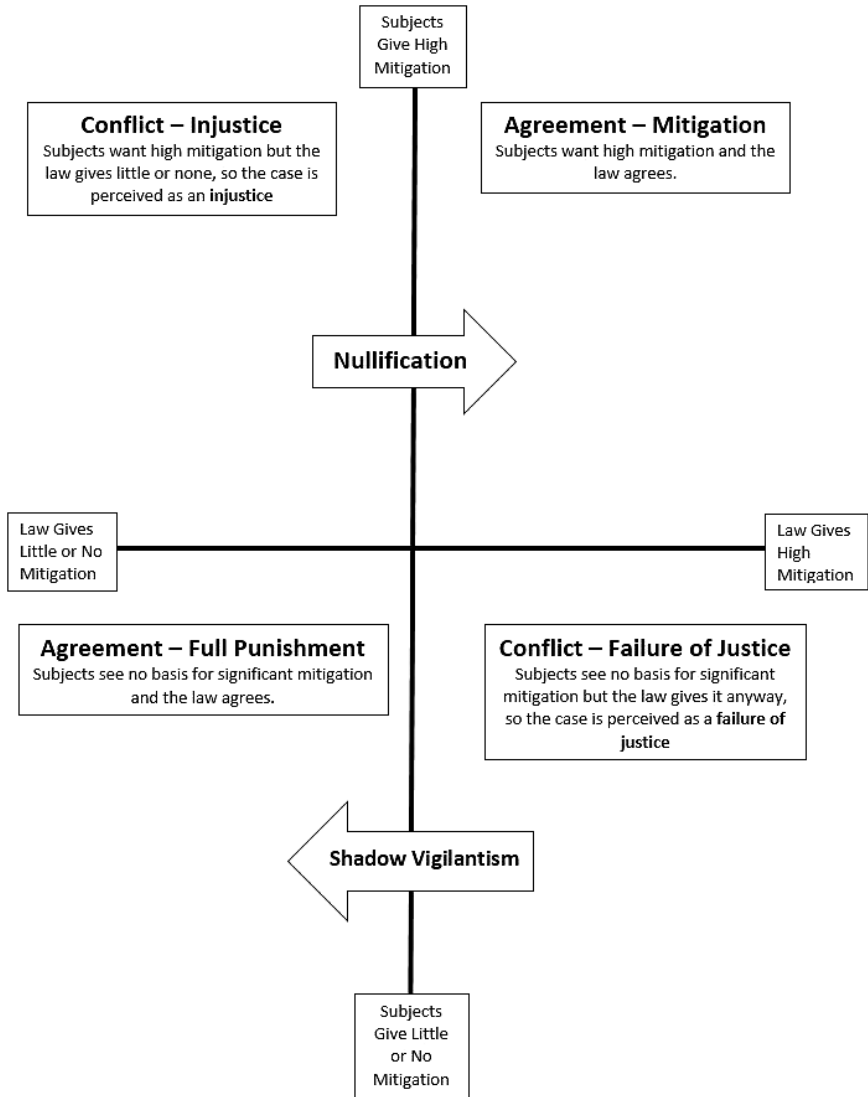 Subjects
Give High
Mitigation
Conflict – Injustice
Subjects want high mitigation but the
law gives little or none, so the case is
perceived as an injustice
Agreement – Mitigation
Subjects want high mitigation and the
law agrees.
Nullification
Law Gives
Little or No
Mitigation
Law Gives
High
Mitigation
Agreement – Full Punishment
Subjects see no basis for significant mitigation
and the law agrees.
Conflict – Failure of Justice
Subjects see no basis for significant
mitigation but the law gives it anyway,
so the case is perceived as a failure of
justice
Shadow Vigilantism
Subjects
Give Little
or No
Mitigation